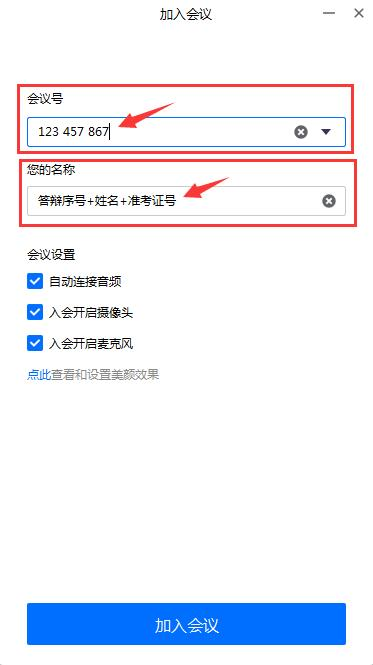 加入会议
会议号
123 457 867
您的名称
答辩序号+姓名+准考证号
会议设置
自动连接音频
入会开启摄像头
入会开启麦克风
点此查看和设置美颜效果
加入会议